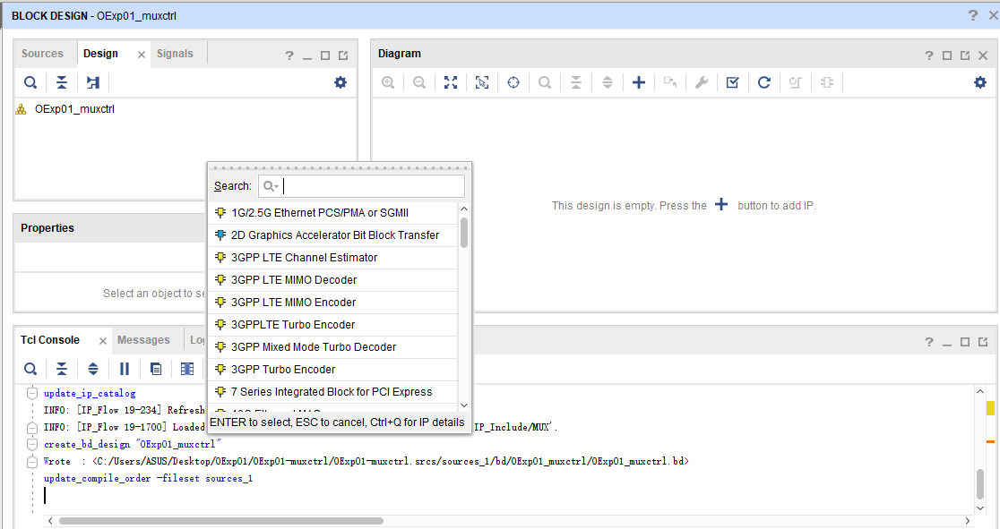 BLOCK DESIGN - OExp01_muxctrl
Sources Design Signals
OExp01_muxctrl
Properties
Select an object to se
Diagram
This design is empty. Press the button to add IP.
Search:
1G/2.5G Ethernet PCS/PMA or SGMII
2D Graphics Accelerator Bit Block Transfer
3GPP LTE Channel Estimator
3GPP LTE MIMO Decoder
3GPP LTE MIMO Encoder
3GPPLTE Turbo Encoder
3GPP Mixed Mode Turbo Decoder
3GPP Turbo Encoder
7 Series Integrated Block for PCI Express
ENTER to select, ESC to cancel, Ctrl+Q for IP details
Tcl Console Messages Lo
update_ip_catalog
INFO: [IP_Flow 19-234] Refresh
INFO: [IP_Flow 19-1700] Loaded IP_Include/MUX'.
create_bd_design "OExp01_muxctrl"
Wrote : <C:/Users/ASUS/Desktop/OExp01/OExp01-muxctrl/OExp01-muxctrl.srcs/sources_1/bd/OExp01_muxctrl/OExp01_muxctrl.bd>
update_compile_order -fileset sources_1